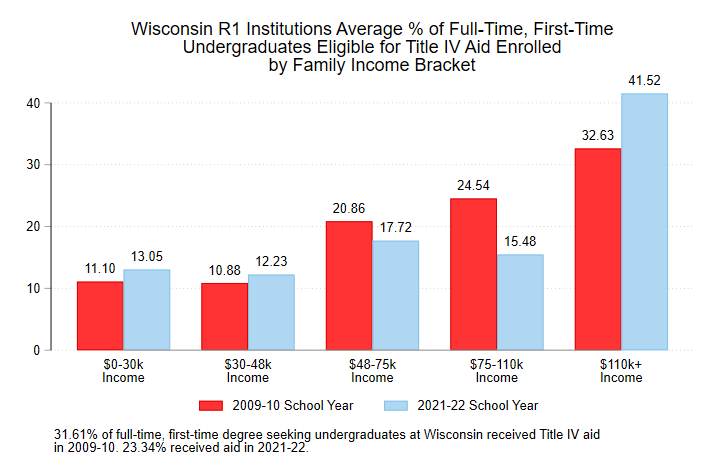 Wisconsin R1 Institutions Average % of Full-Time, First-Time
Undergraduates Eligible for Title IV Aid Enrolled
by Family Income Bracket
41.52
40
32.63
30
24.54
20.86
20
17.72
15.48
13.05
12.23
11.10
10.88
10
0
$0-30k
Income
$30-48k
Income
$48-75k
Income
$75-110k
Income
$110k+
Income
2009-10 School Year
2021-22 School Year
31.61% of full-time, first-time degree seeking undergraduates at Wisconsin received Title IV aid
in 2009-10. 23.34% received aid in 2021-22.